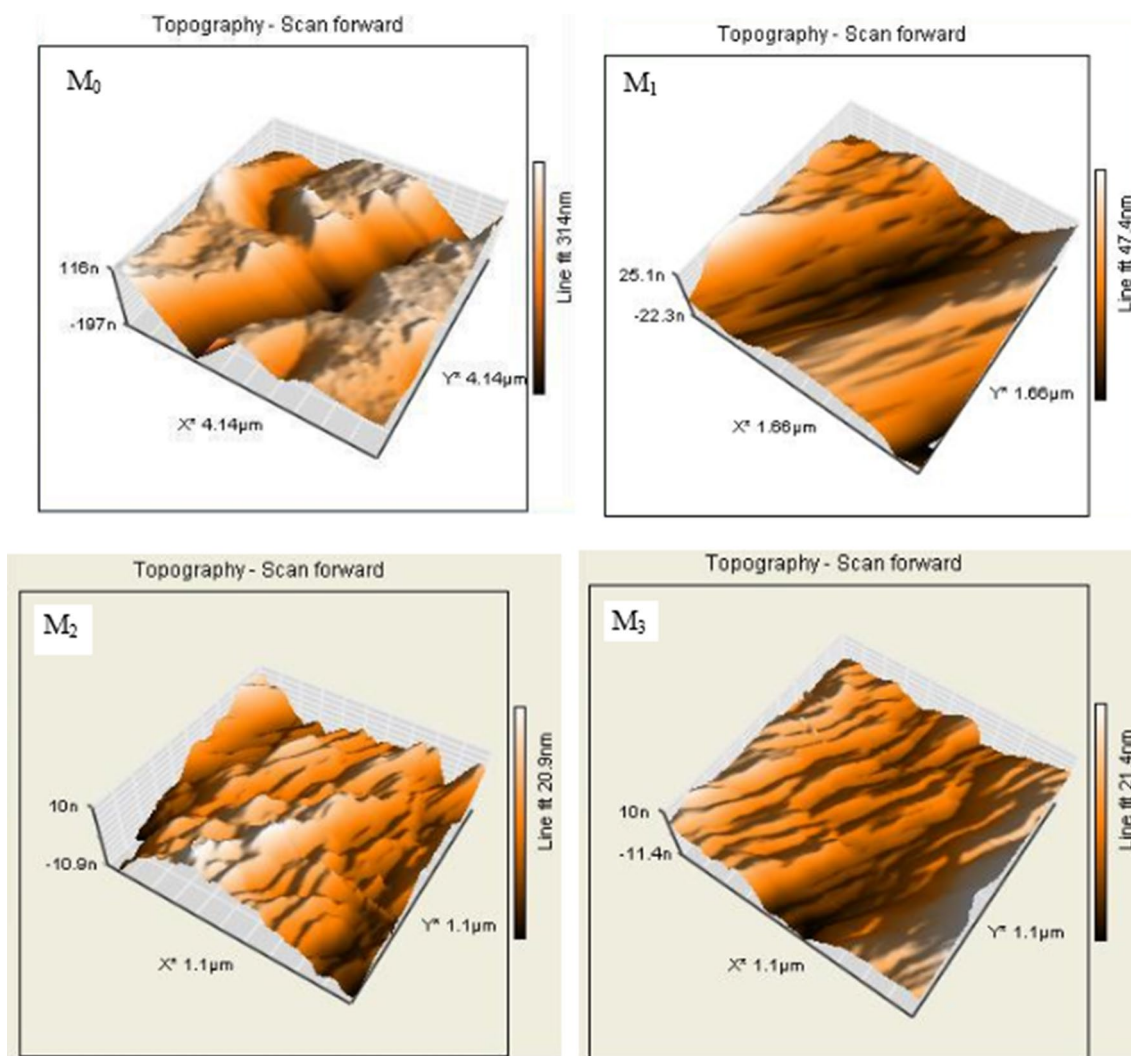 Topography - Scan forward
M₀
116n
-197n
X* 4.14µm
Y* 4.14µm
Line fit 314nm
Topography - Scan forward
M₁
25.1n
-22.3n
X* 1.66µm
Y* 1.66µm
Line fit 47.4nm
Topography - Scan forward
M₂
10n
-10.9n
X* 1.1µm
Y* 1.1µm
Line fit 20.9nm
Topography - Scan forward
M₃
10n
-11.4n
X* 1.1µm
Y* 1.1µm
Line fit 21.4nm